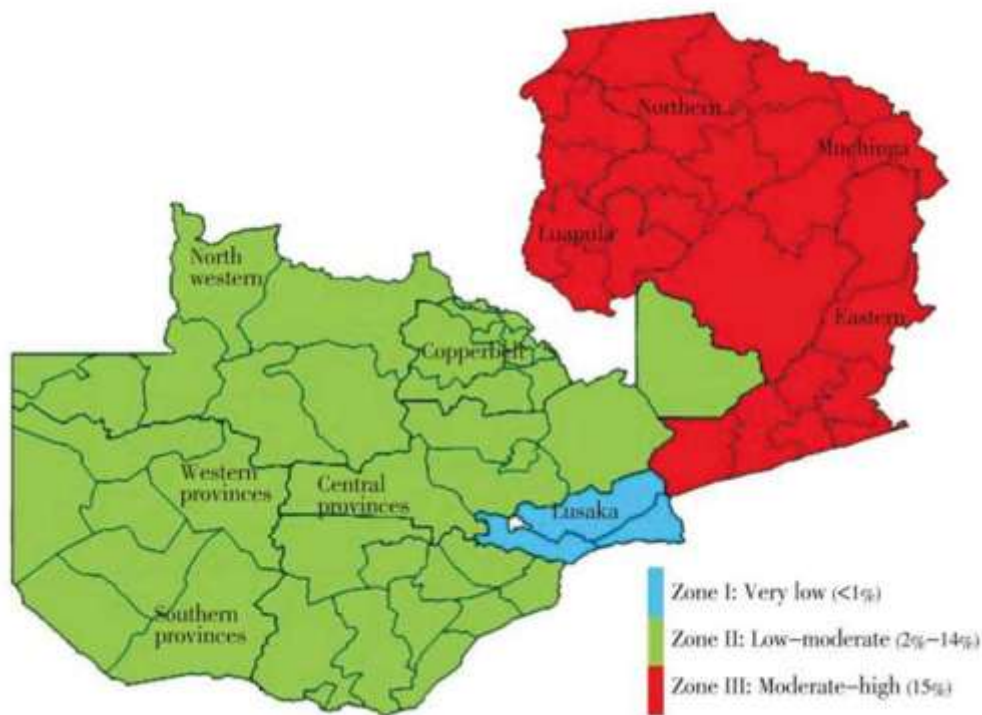 Northern
Muchinga
Luapula
North
western
Eastern
Copperbelt
Western
provinces
Central
provinces
Lusaka
Southern
provinces
Zone I: Very low (<1%)
Zone II: Low–moderate (2%–14%)
Zone III: Moderate–high (15%)